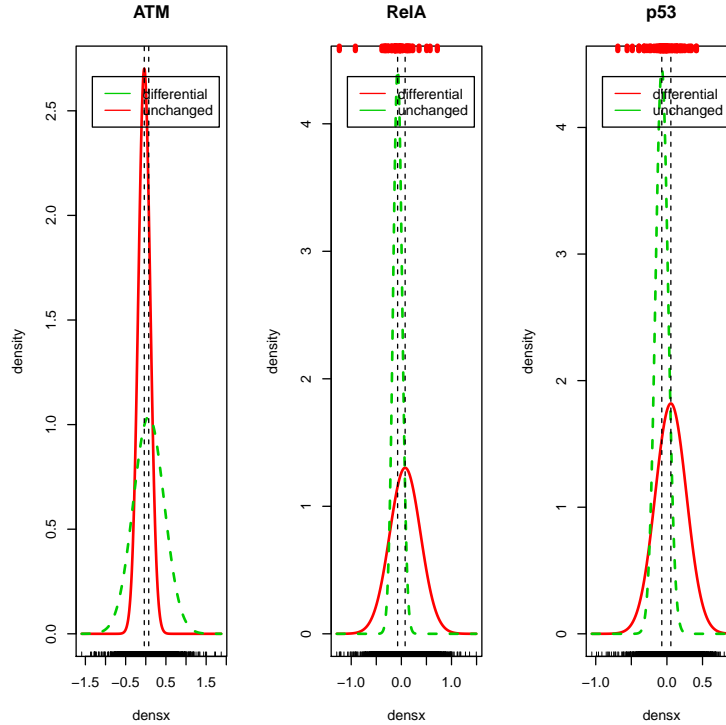 ATM
RelA
p53
differential
unchanged
differential
unchanged
differential
unchanged
density
density
density
2.5
2.0
1.5
1.0
0.5
0.0
4
3
2
1
0
4
3
2
1
0
−1.5 −0.5 0.5 1.5
−1.0 0.0 1.0
−1.0 0.0 0.5
densx
densx
densx